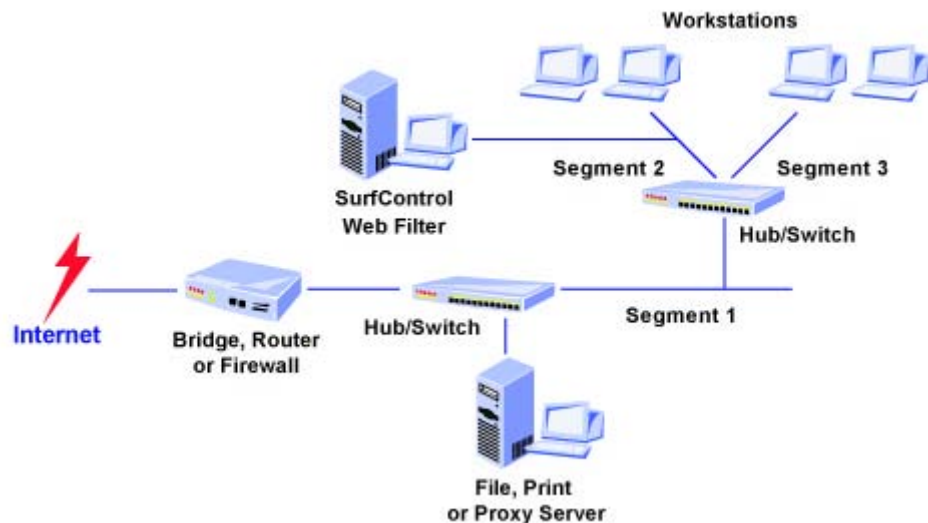 Workstations
Segment 2
Segment 3
SurfControl
Web Filter
Hub/Switch
Internet
Bridge, Router
or Firewall
Hub/Switch
Segment 1
File, Print
or Proxy Server